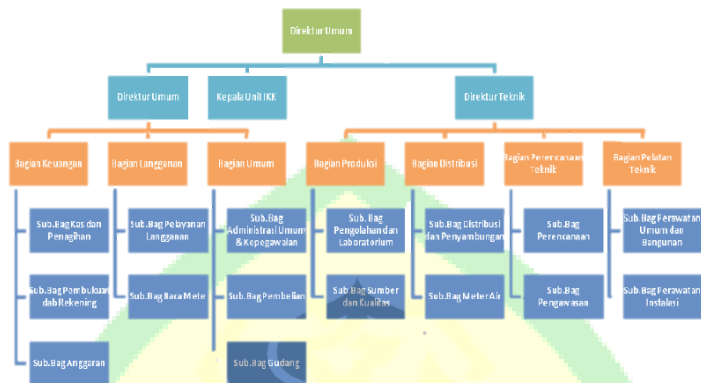 Direktur Umum
Direktur Umum
Kepala Unit IKK
Direktur Teknik
Bagian Keuangan
Bagian Langganan
Bagian Umum
Bagian Produksi
Bagian Distribusi
Bagian Perencanaan
Teknik
Bagian Pelatan
Teknik
Sub.Bag Kas dan
Penagihan
Sub.Bag Pelayanan
Langganan
Sub.Bag
Administrasi Umum
& Kepegawaian
Sub. Bag
Pengolahan dan
Laboratorium
Sub.Bag Distribusi
dan Penyambungan
Sub.Bag
Perencanaan
Sub.Bag Perawatan
Umum dan
Bangunan
Sub.Bag Pembukuan
dab Rekening
Sub.Bag Baca Mete
Sub.Bag Pembelian
Sub Bag Sumber
dan Kualitas
Sub.Bag Meter Air
Sub.Bag
Pengawasan
Sub.Bag Perawatan
Instalasi
Sub.Bag Anggaran
Sub.Bag Gudang